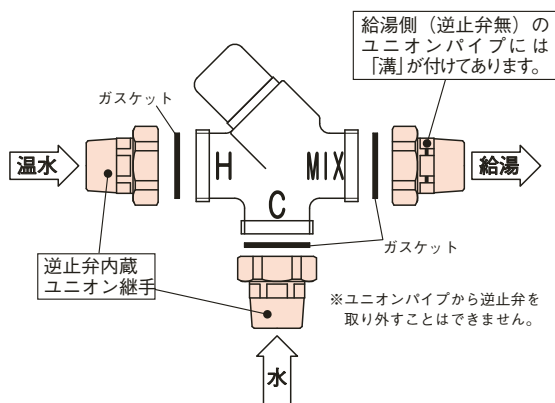 給湯側（逆止弁無）の
ユニオンパイプには
「溝」が付けてあります。
ガスケット
温水
H
MIX
給湯
C
ガスケット
逆止弁内蔵
ユニオン継手
※ユニオンパイプから逆止弁を
取り外すことはできません。
水